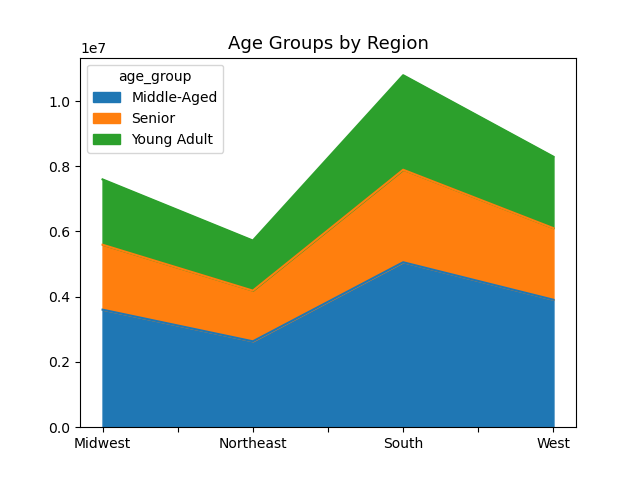 Age Groups by Region
1e7
age_group
Middle-Aged
Senior
Young Adult
1.0
0.8
0.6
0.4
0.2
0.0
Midwest Northeast South West